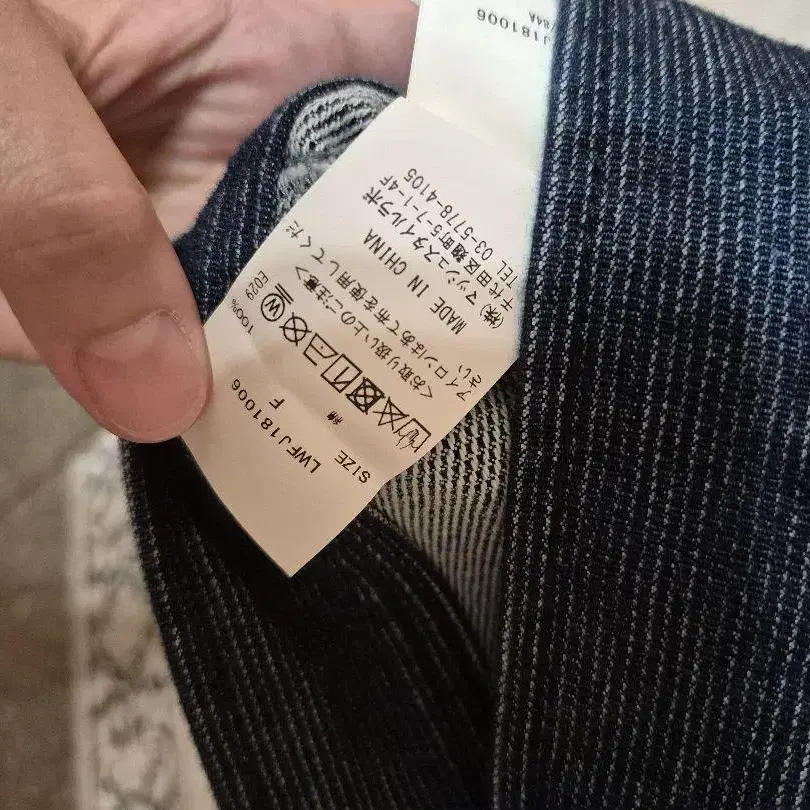 LWFJ181006
SIZE F
綿 100%
E029
<お取り扱い上のご注意>
アイロンはあて布を使用してくだ
さい
MADE IN CHINA
(株)マッシュスタイルラボ
千代田区麹町5-7-1-4F
TEL 03-5778-4105
J181006
84A